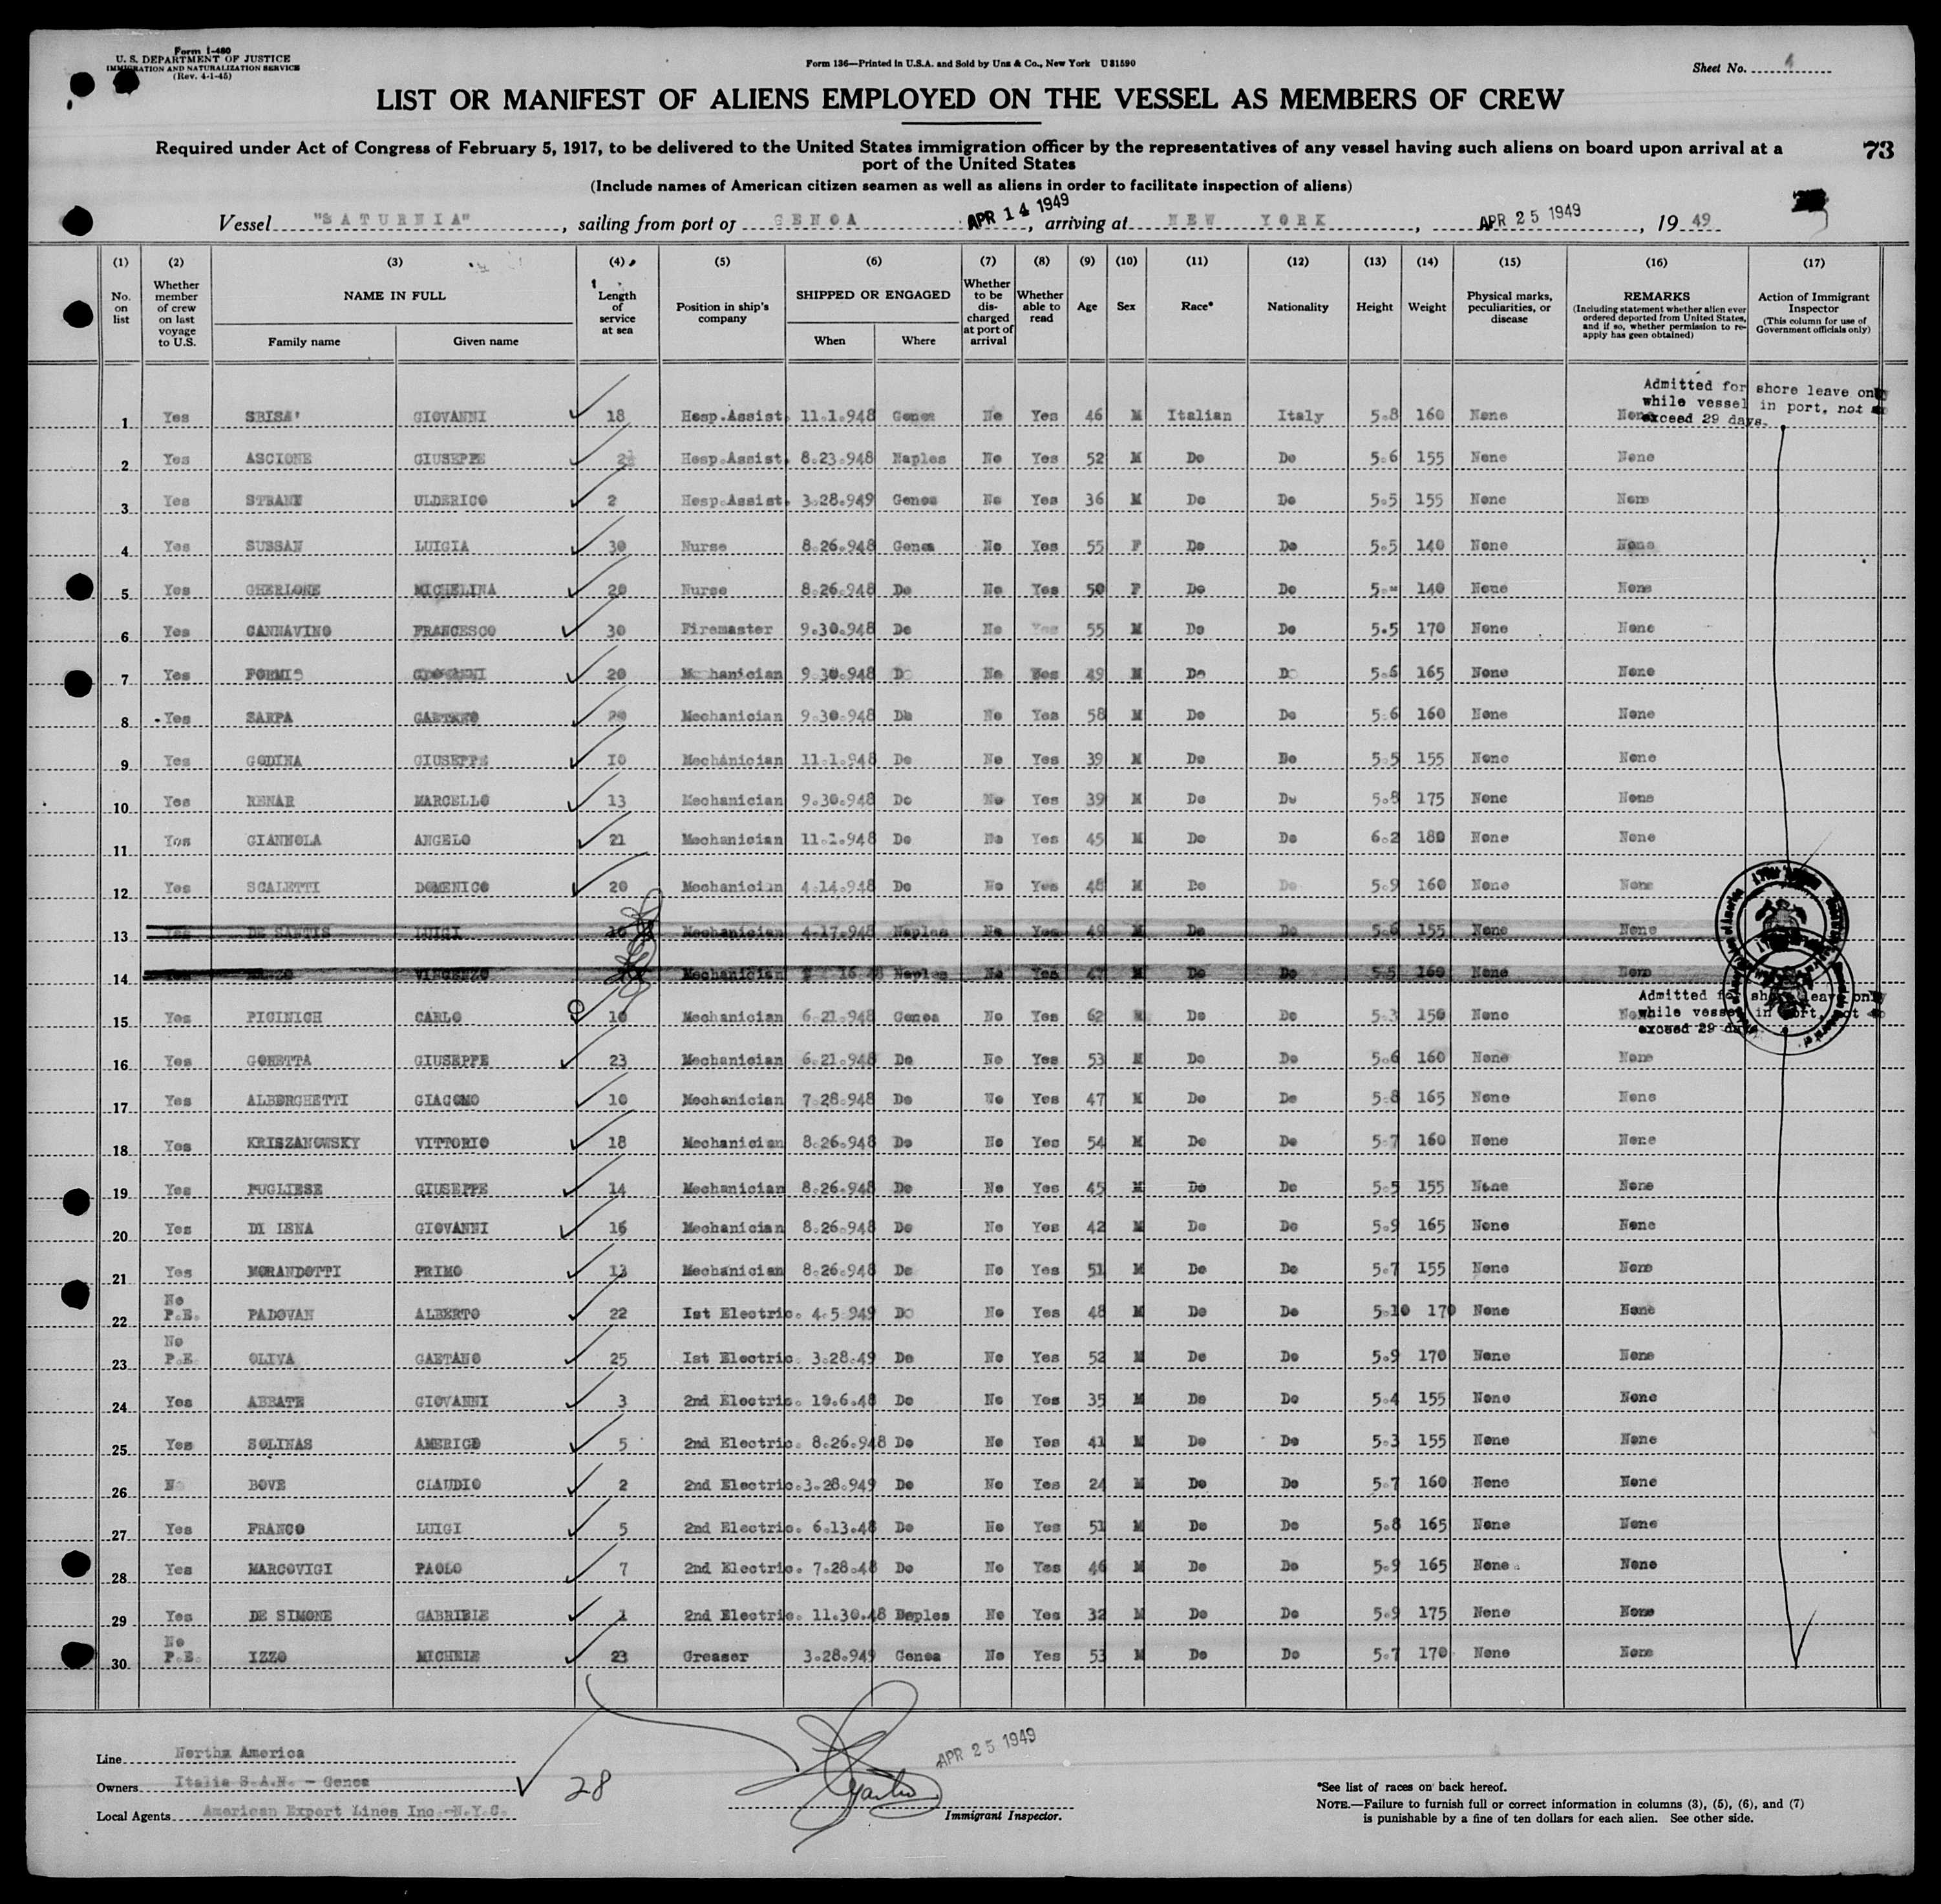 Form I-480
U. S. DEPARTMENT OF JUSTICE
IMMIGRATION AND NATURALIZATION SERVICE
(Rev. 4-1-45)
Form 136—Printed in U.S.A. and Sold by Unz & Co., New York U31590
Sheet No.
LIST OR MANIFEST OF ALIENS EMPLOYED ON THE VESSEL AS MEMBERS OF CREW
Required under Act of Congress of February 5, 1917, to be delivered to the United States immigration officer by the representatives of any vessel having such aliens on board upon arrival at a
port of the United States
73
(Include names of American citizen seamen as well as aliens in order to facilitate inspection of aliens)
Vessel "SATURNIA", sailing from port of GENOA APR 14 1949, arriving at NEW YORK, APR 25 1949, 19 49
(1) No. on list (2) Whether member of crew on last voyage to U.S. (3) NAME IN FULL Family name Given name (4) Length of service at sea (5) Position in ship's company (6) SHIPPED OR ENGAGED When Where (7) Whether to be discharged at port of arrival (8) Whether able to read (9) Age (10) Sex (11) Race* (12) Nationality (13) Height (14) Weight (15) Physical marks, peculiarities, or disease (16) REMARKS (Including statement whether alien ever ordered deported from United States, and if so, whether permission to reapply has geen obtained) (17) Action of Immigrant Inspector (This column for use of Government officials only)
Admitted for shore leave only
while vessel in port, not to
exceed 29 days.
1 Yes SBISA' GIOVANNI 18 Hosp.Assist. 11.1.948 Genoa No Yes 46 M Italian Italy 5.8 160 None None
2 Yes ASCIONE GIUSEPPE 2½ Hosp.Assist. 8.23.948 Naples No Yes 52 M Do Do 5.6 155 None None
3 Yes STRANI ULDERICO 2 Hosp.Assist. 3.28.949 Genoa No Yes 36 M Do Do 5.5 155 None None
4 Yes SUSSAN LUIGIA 30 Nurse 8.26.948 Genoa No Yes 55 F Do Do 5.5 140 None None
5 Yes GHERLONE MICHELINA 20 Nurse 8.26.948 Do No Yes 50 F Do Do 5.- 140 None None
6 Yes CANNAVINO FRANCESCO 30 Firemaster 9.30.948 Do No Yes 55 M Do Do 5.5 170 None None
7 Yes FORMIS 20 Mechanician 9.30.948 Do No Yes 49 M Do Do 5.6 165 None None
8 Yes SARPA GAETANO Mechanician 9.30.948 Do No Yes 58 M Do Do 5.6 160 None None
9 Yes GODINA GIUSEPPE 10 Mechanician 11.1.948 Do No Yes 39 M Do Do 5.5 155 None None
10 Yes RENAR MARCELLO 13 Mechanician 9.30.948 Do No Yes 39 M Do Do 5.8 175 None None
11 Yes GIANNOLA ANGELO 21 Mechanician 11.1.948 Do No Yes 45 M Do Do 6.2 180 None None
12 Yes SCALETTI DOMENICO 20 Mechanician 4.14.948 Do No Yes 48 M Do Do 5.9 160 None None
13 Yes DE SANTIS LUIGI 10 Mechanician 4.17.948 Naples No Yes 49 M Do Do 5.6 155 None None
14 VINCENZO Mechanician Naples No Yes 47 M Do Do 5.5 160 None None
Admitted for shore leave only
while vessel in port, not to
exceed 29 days.
15 Yes PICINICH CARLO 10 Mechanician 6.21.948 Genoa No Yes 62 M Do Do 5.3 150 None None
16 Yes GONETTA GIUSEPPE 23 Mechanician 6.21.948 Do No Yes 53 M Do Do 5.6 160 None None
17 Yes ALBERGHETTI GIACOMO 10 Mechanician 7.28.948 Do No Yes 47 M Do Do 5.8 165 None None
18 Yes KRISZANOWSKY VITTORIO 18 Mechanician 8.26.948 Do No Yes 54 M Do Do 5.7 160 None None
19 Yes PUGLIESE GIUSEPPE 14 Mechanician 8.26.948 Do No Yes 45 M Do Do 5.5 155 None None
20 Yes DI IENA GIOVANNI 16 Mechanician 8.26.948 Do No Yes 42 M Do Do 5.9 165 None None
21 Yes MORANDOTTI PRIMO 13 Mechanician 8.26.948 Do No Yes 51 M Do Do 5.7 155 None None
22 No P.E. PADOVAN ALBERTO 22 Ist Electric. 4.5.949 Do No Yes 48 M Do Do 5.10 170 None None
23 No P.E. OLIVA GAETANO 25 Ist Electric. 3.28.49 Do No Yes 52 M Do Do 5.9 170 None None
24 Yes ABBATE GIOVANNI 3 2nd Electric. 10.6.48 Do No Yes 35 M Do Do 5.4 155 None None
25 Yes SOLINAS AMERIGO 5 2nd Electric. 8.26.948 Do No Yes 41 M Do Do 5.3 155 None None
26 No BOVE CLAUDIO 2 2nd Electric. 3.28.949 Do No Yes 24 M Do Do 5.7 160 None None
27 Yes FRANCO LUIGI 5 2nd Electric. 6.13.48 Do No Yes 51 M Do Do 5.8 165 None None
28 Yes MARCOVIGI PAOLO 7 2nd Electric. 7.28.48 Do No Yes 46 M Do Do 5.9 165 None None
29 Yes DE SIMONE GABRIELE 1 2nd Electric. 11.30.48 Naples No Yes 32 M Do Do 5.9 175 None None
30 No P.E. IZZO MICHELE 23 Greaser 3.28.949 Genoa No Yes 53 M Do Do 5.7 170 None None
Line North America
Owners Italia S.A.N. - Genoa
Local Agents American Export Lines Inc.-N.Y.C.
28
APR 25 1949
Immigrant Inspector.
*See list of races on back hereof.
NOTE.—Failure to furnish full or correct information in columns (3), (5), (6), and (7)
is punishable by a fine of ten dollars for each alien. See other side.